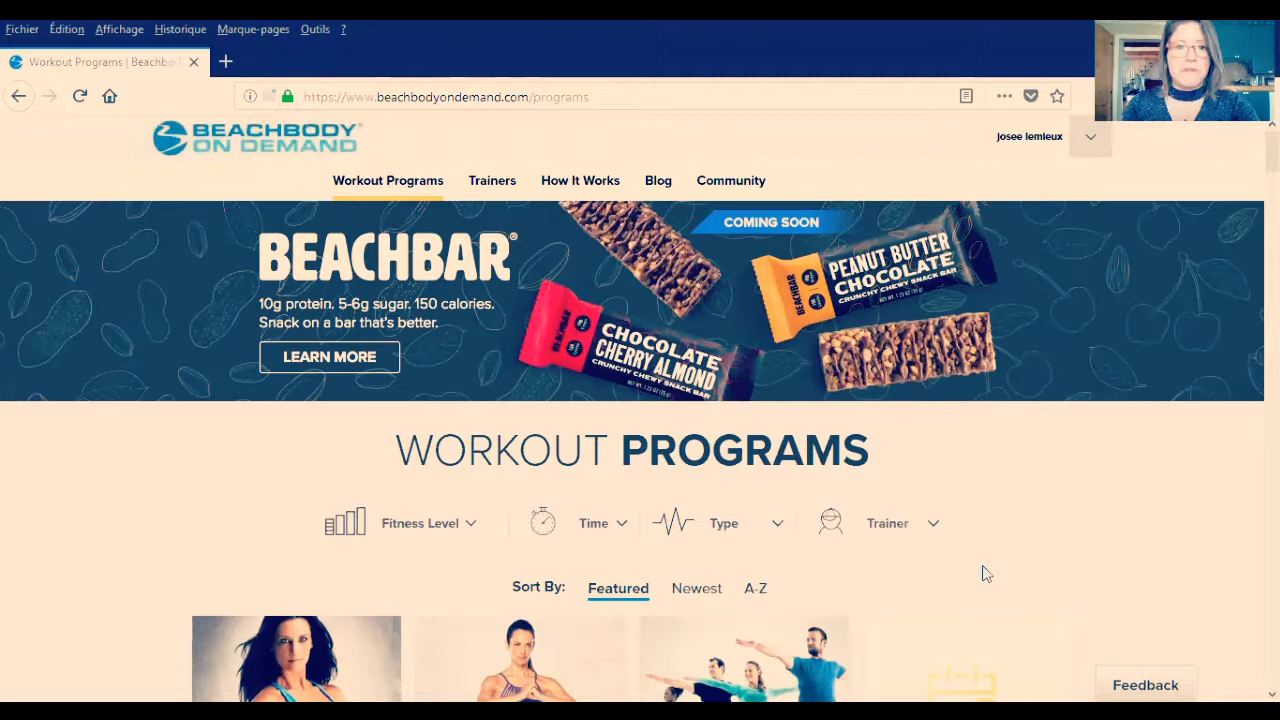 Fichier Édition Affichage Historique Marque-pages Outils ?
Workout Programs | Beachbod
https://www.beachbodyondemand.com/programs
BEACHBODY
ON DEMAND
josee lemieux
Workout Programs Trainers How It Works Blog Community
COMING SOON
BEACHBAR®
10g protein. 5-6g sugar. 150 calories.
Snack on a bar that's better.
LEARN MORE
BEACHBAR
PEANUT BUTTER
CHOCOLATE
CRUNCHY CHEWY SNACK BAR
BEACHBAR
CHOCOLATE
CHERRY ALMOND
CRUNCHY CHEWY SNACK BAR
WORKOUT PROGRAMS
Fitness Level Time Type Trainer
Sort By: Featured Newest A-Z
Feedback